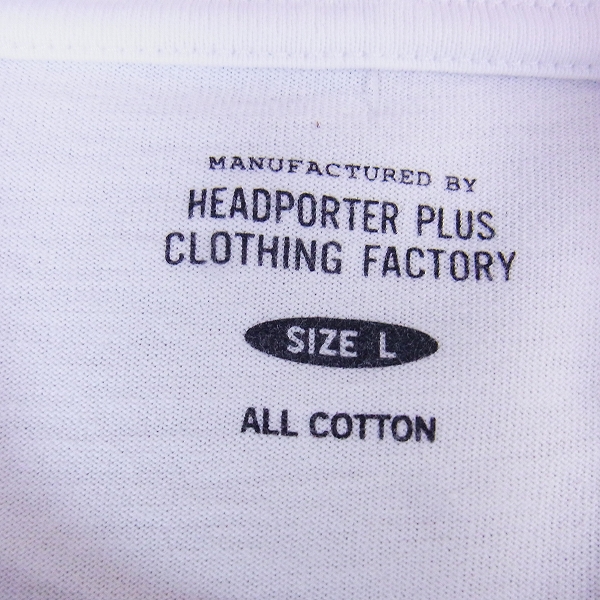 MANUFACTURED BY
HEADPORTER PLUS
CLOTHING FACTORY
SIZE L
ALL COTTON